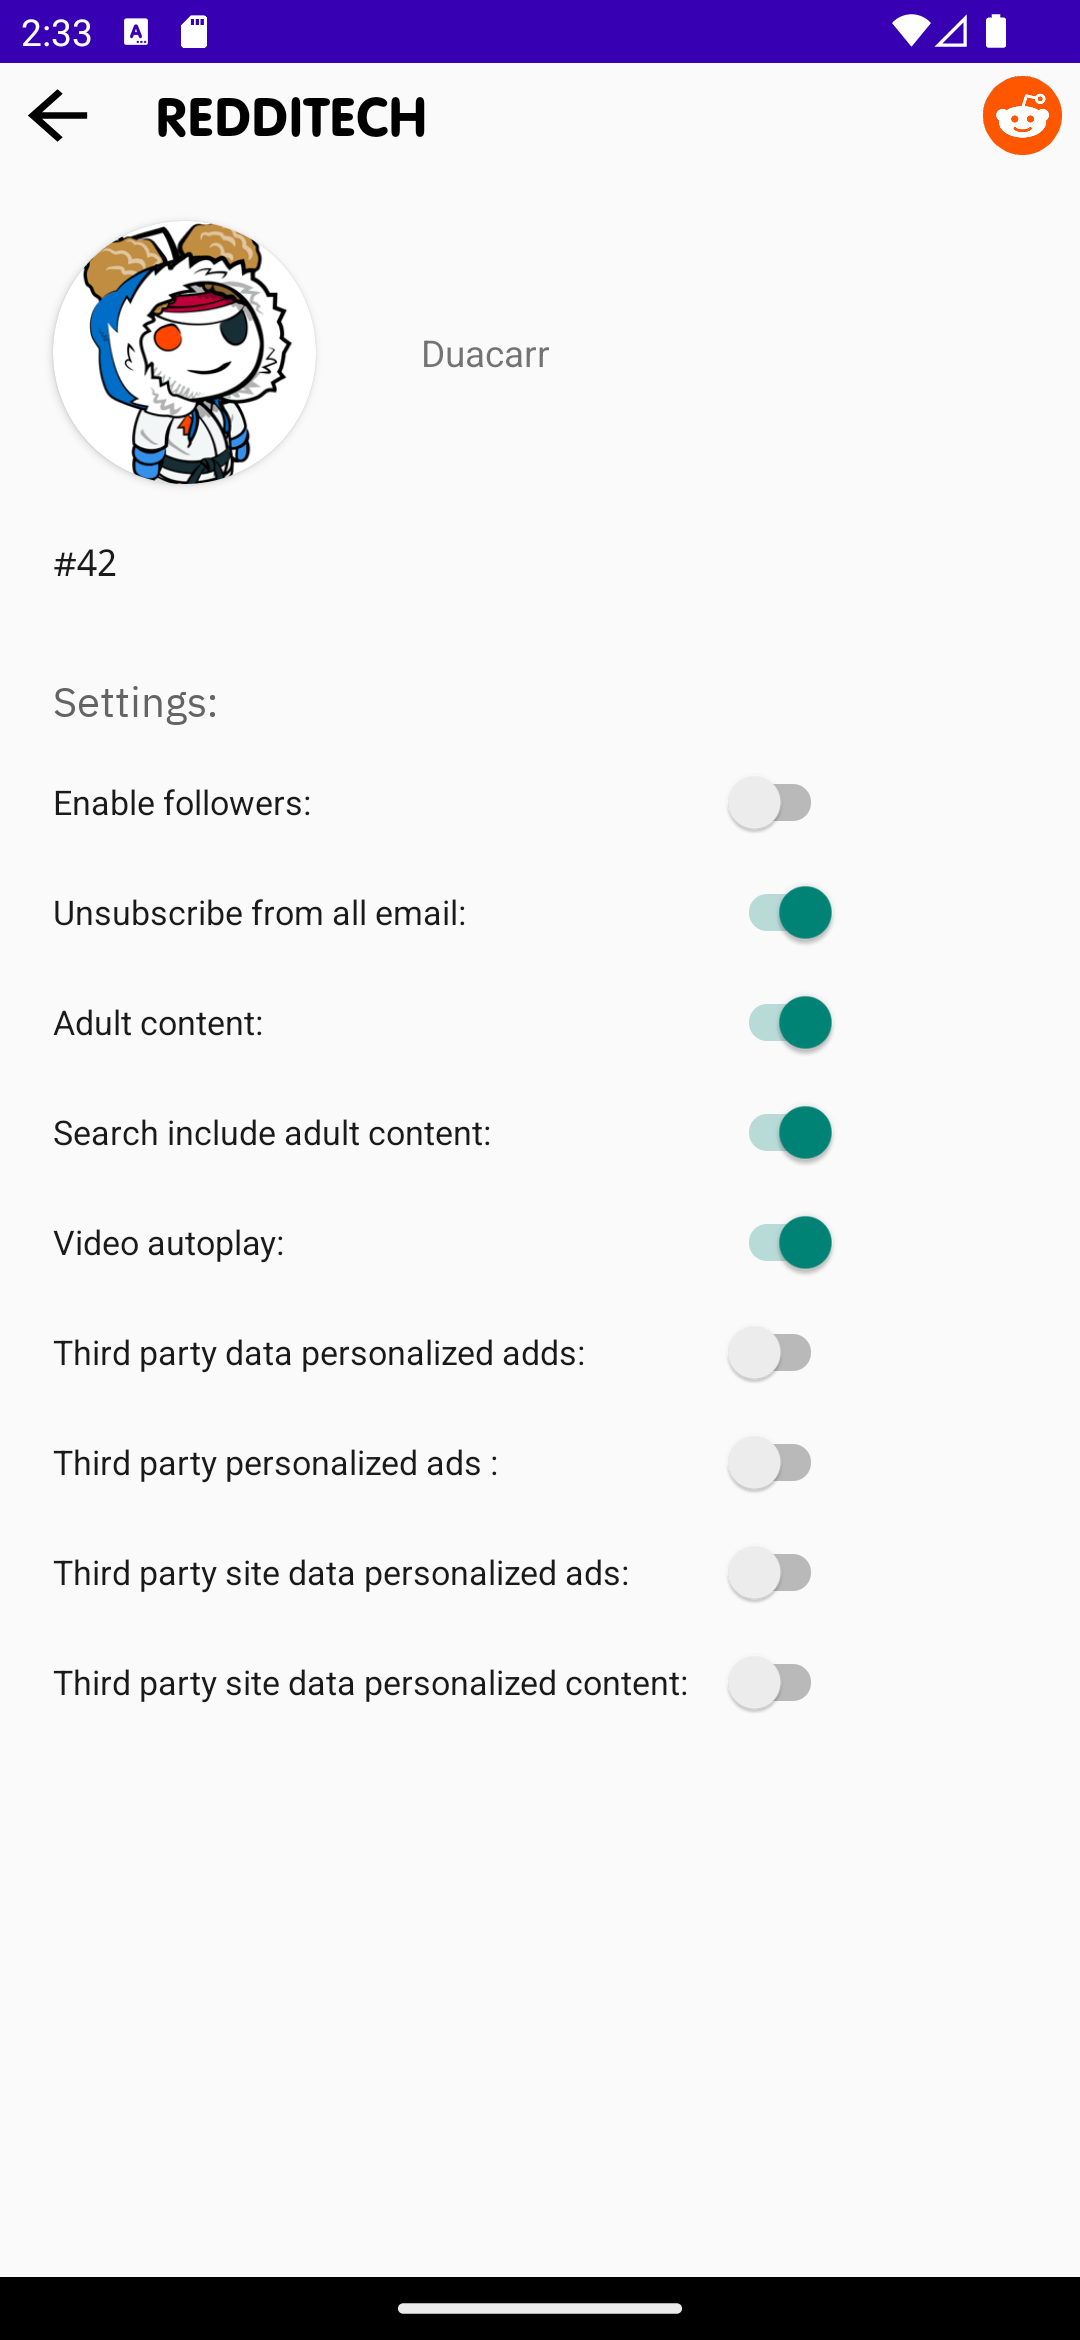 2:33
REDDITECH
Duacarr
#42
Settings:
Enable followers:
Unsubscribe from all email:
Adult content:
Search include adult content:
Video autoplay:
Third party data personalized adds:
Third party personalized ads :
Third party site data personalized ads:
Third party site data personalized content: